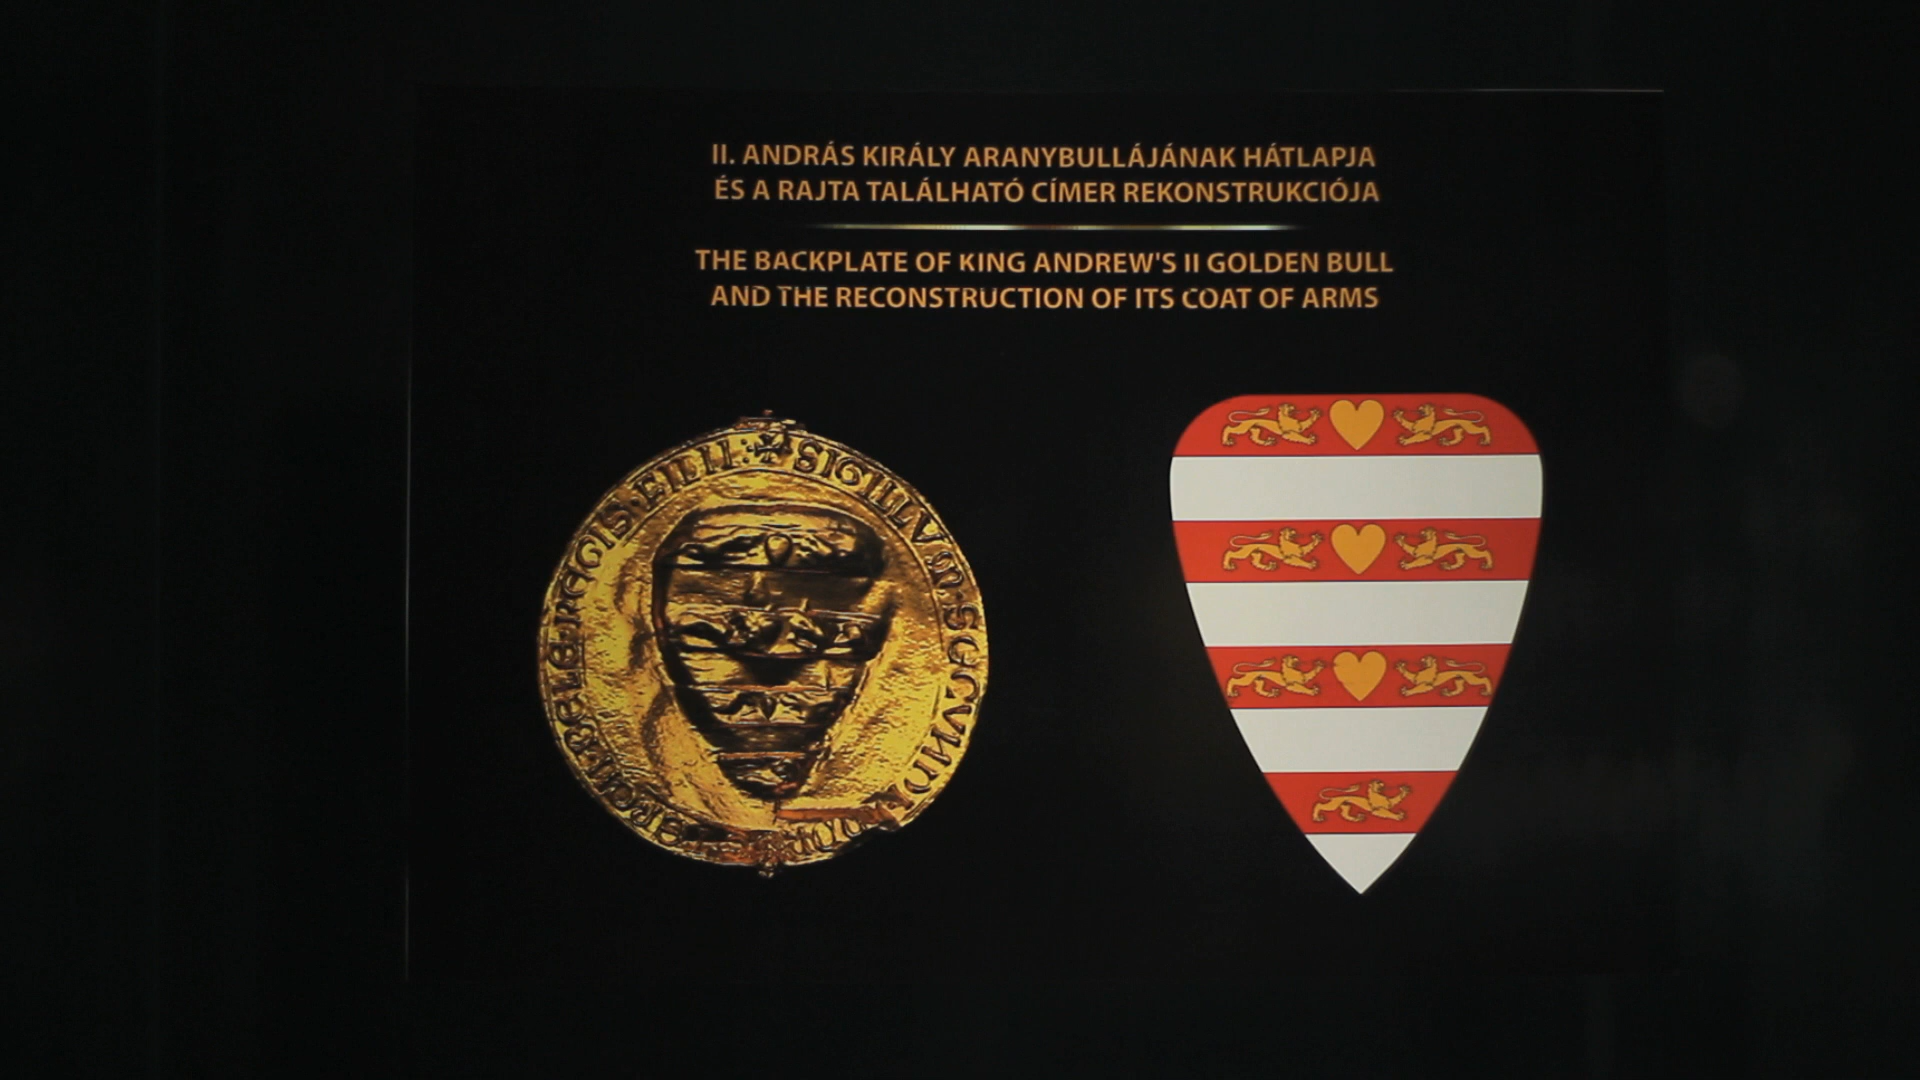 II. ANDRÁS KIRÁLY ARANYBULLÁJÁNAK HÁTLAPJA
ÉS A RAJTA TALÁLHATÓ CÍMER REKONSTRUKCIÓJA
THE BACKPLATE OF KING ANDREW'S II GOLDEN BULL
AND THE RECONSTRUCTION OF ITS COAT OF ARMS